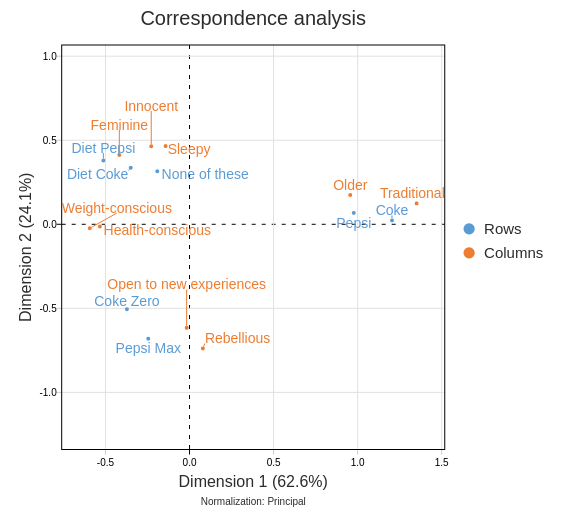 Correspondence analysis
1.0
Innocent
Feminine
0.5
Diet Pepsi
Sleepy
Diet Coke
None of these
Older
Traditional
Weight-conscious
Coke
Pepsi
0.0
Health-conscious
Rows
Columns
Dimension 2 (24.1%)
Open to new experiences
Coke Zero
-0.5
Rebellious
Pepsi Max
-1.0
-0.5
0.0
0.5
1.0
1.5
Dimension 1 (62.6%)
Normalization: Principal